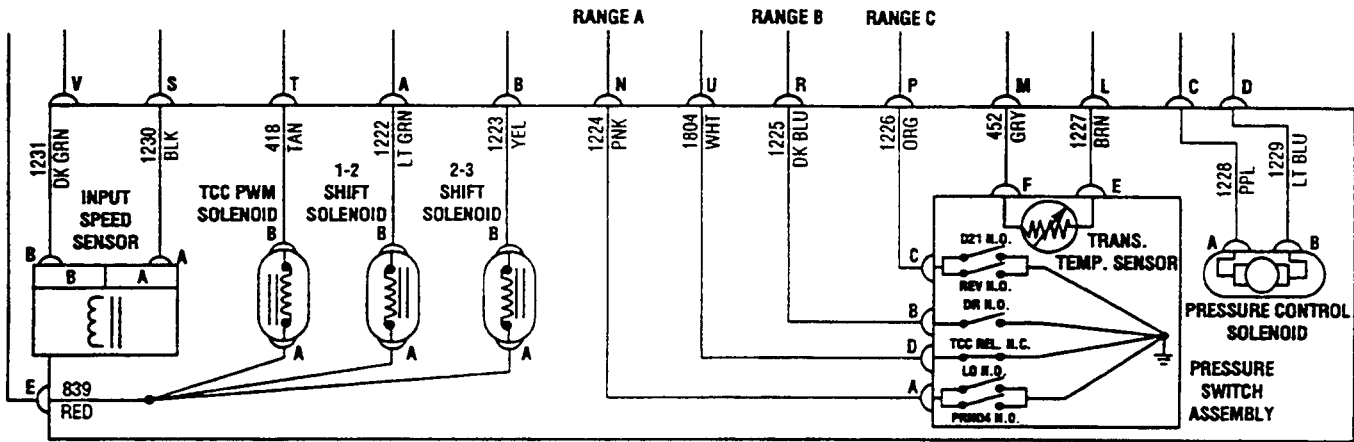 RANGE A
RANGE B
RANGE C
V
S
T
A
B
N
U
R
P
M
L
C
D
1231
DK GRN
1230
BLK
418
TAN
1222
LT GRN
1223
YEL
1224
PNK
1804
WHT
1225
DK BLU
1226
ORG
452
GRY
1227
BRN
1228
PPL
1229
LT BLU
INPUT
SPEED
SENSOR
TCC PWM
SOLENOID
1-2
SHIFT
SOLENOID
2-3
SHIFT
SOLENOID
B
A
B
A
B
B
B
A
A
A
F
E
TRANS.
TEMP. SENSOR
C
D21 N.O.
REV N.O.
B
DR N.O.
D
TCC REL. N.C.
LO N.O.
A
PRND4 N.O.
A
B
PRESSURE CONTROL
SOLENOID
PRESSURE
SWITCH
ASSEMBLY
E
839
RED